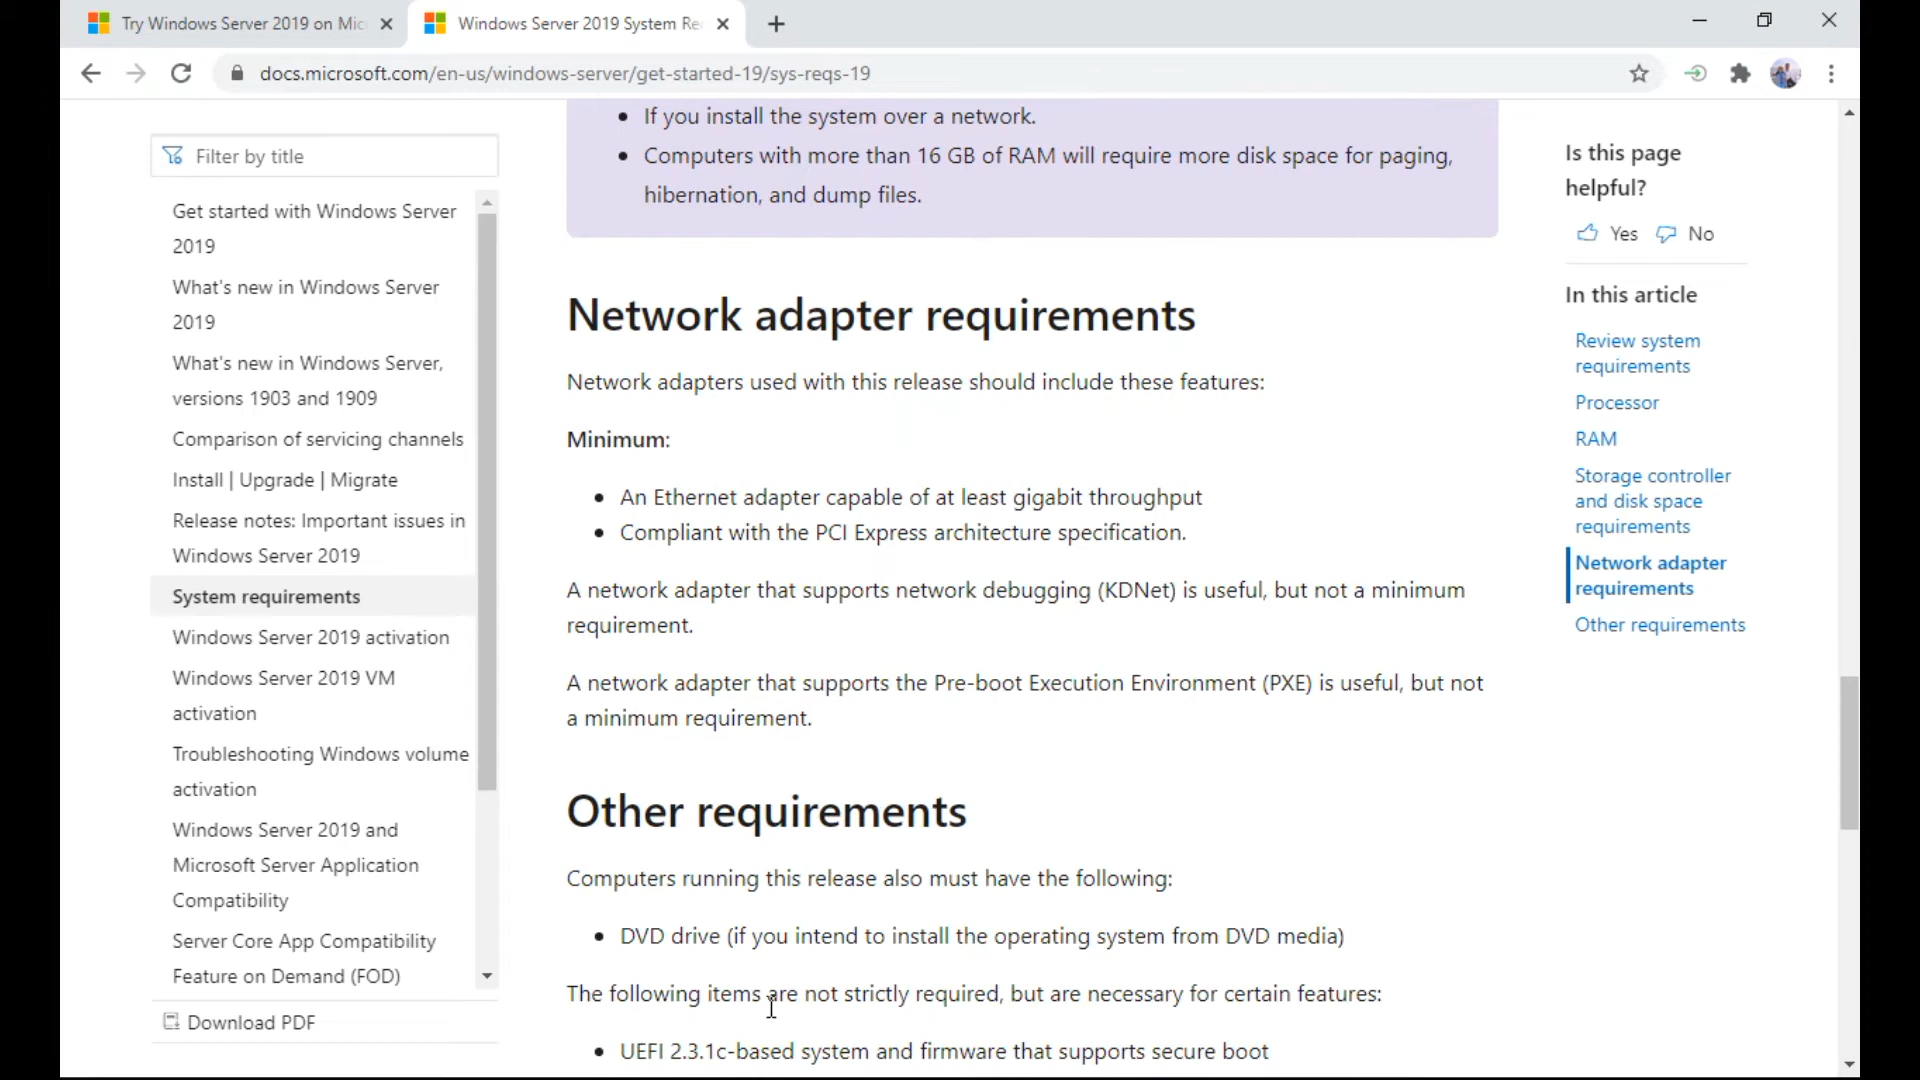 Try Windows Server 2019 on Mic
Windows Server 2019 System Re
docs.microsoft.com/en-us/windows-server/get-started-19/sys-reqs-19
Filter by title
Get started with Windows Server
2019
What's new in Windows Server
2019
What's new in Windows Server,
versions 1903 and 1909
Comparison of servicing channels
Install | Upgrade | Migrate
Release notes: Important issues in
Windows Server 2019
System requirements
Windows Server 2019 activation
Windows Server 2019 VM
activation
Troubleshooting Windows volume
activation
Windows Server 2019 and
Microsoft Server Application
Compatibility
Server Core App Compatibility
Feature on Demand (FOD)
Download PDF
• If you install the system over a network.
• Computers with more than 16 GB of RAM will require more disk space for paging,
hibernation, and dump files.
Network adapter requirements
Network adapters used with this release should include these features:
Minimum:
• An Ethernet adapter capable of at least gigabit throughput
• Compliant with the PCI Express architecture specification.
A network adapter that supports network debugging (KDNet) is useful, but not a minimum
requirement.
A network adapter that supports the Pre-boot Execution Environment (PXE) is useful, but not
a minimum requirement.
Other requirements
Computers running this release also must have the following:
• DVD drive (if you intend to install the operating system from DVD media)
The following items are not strictly required, but are necessary for certain features:
• UEFI 2.3.1c-based system and firmware that supports secure boot
Is this page
helpful?
Yes No
In this article
Review system
requirements
Processor
RAM
Storage controller
and disk space
requirements
Network adapter
requirements
Other requirements